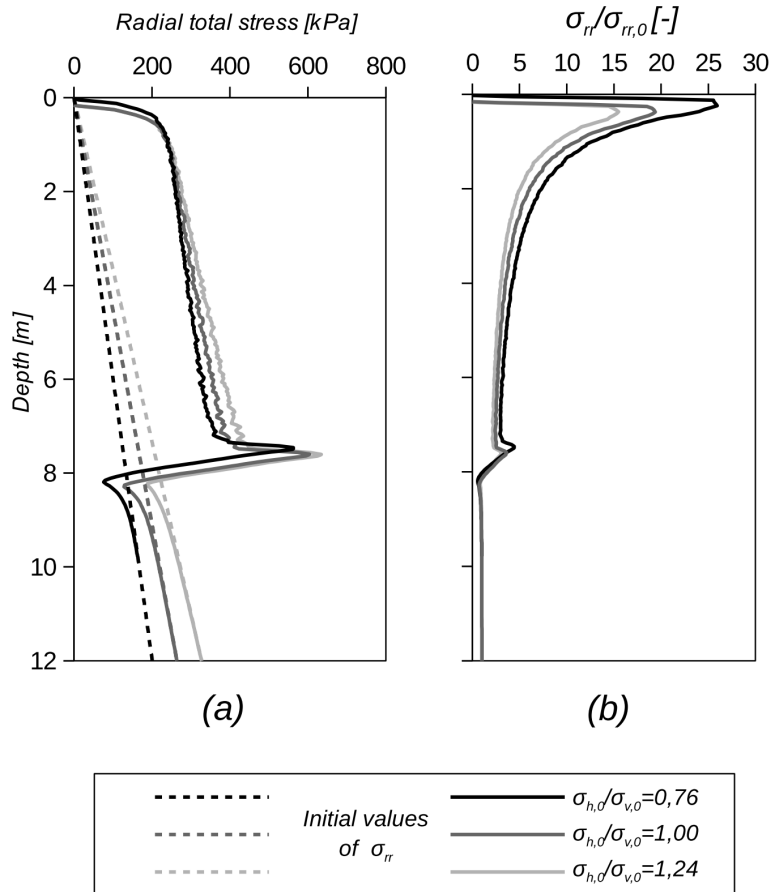 Radial total stress [kPa]
0 200 400 600 800
0
2
4
6
8
10
12
Depth [m]
(a)
σrr/σrr,0 [-]
0 5 10 15 20 25 30
(b)
Initial values
of σrr
σh,0/σv,0=0,76
σh,0/σv,0=1,00
σh,0/σv,0=1,24